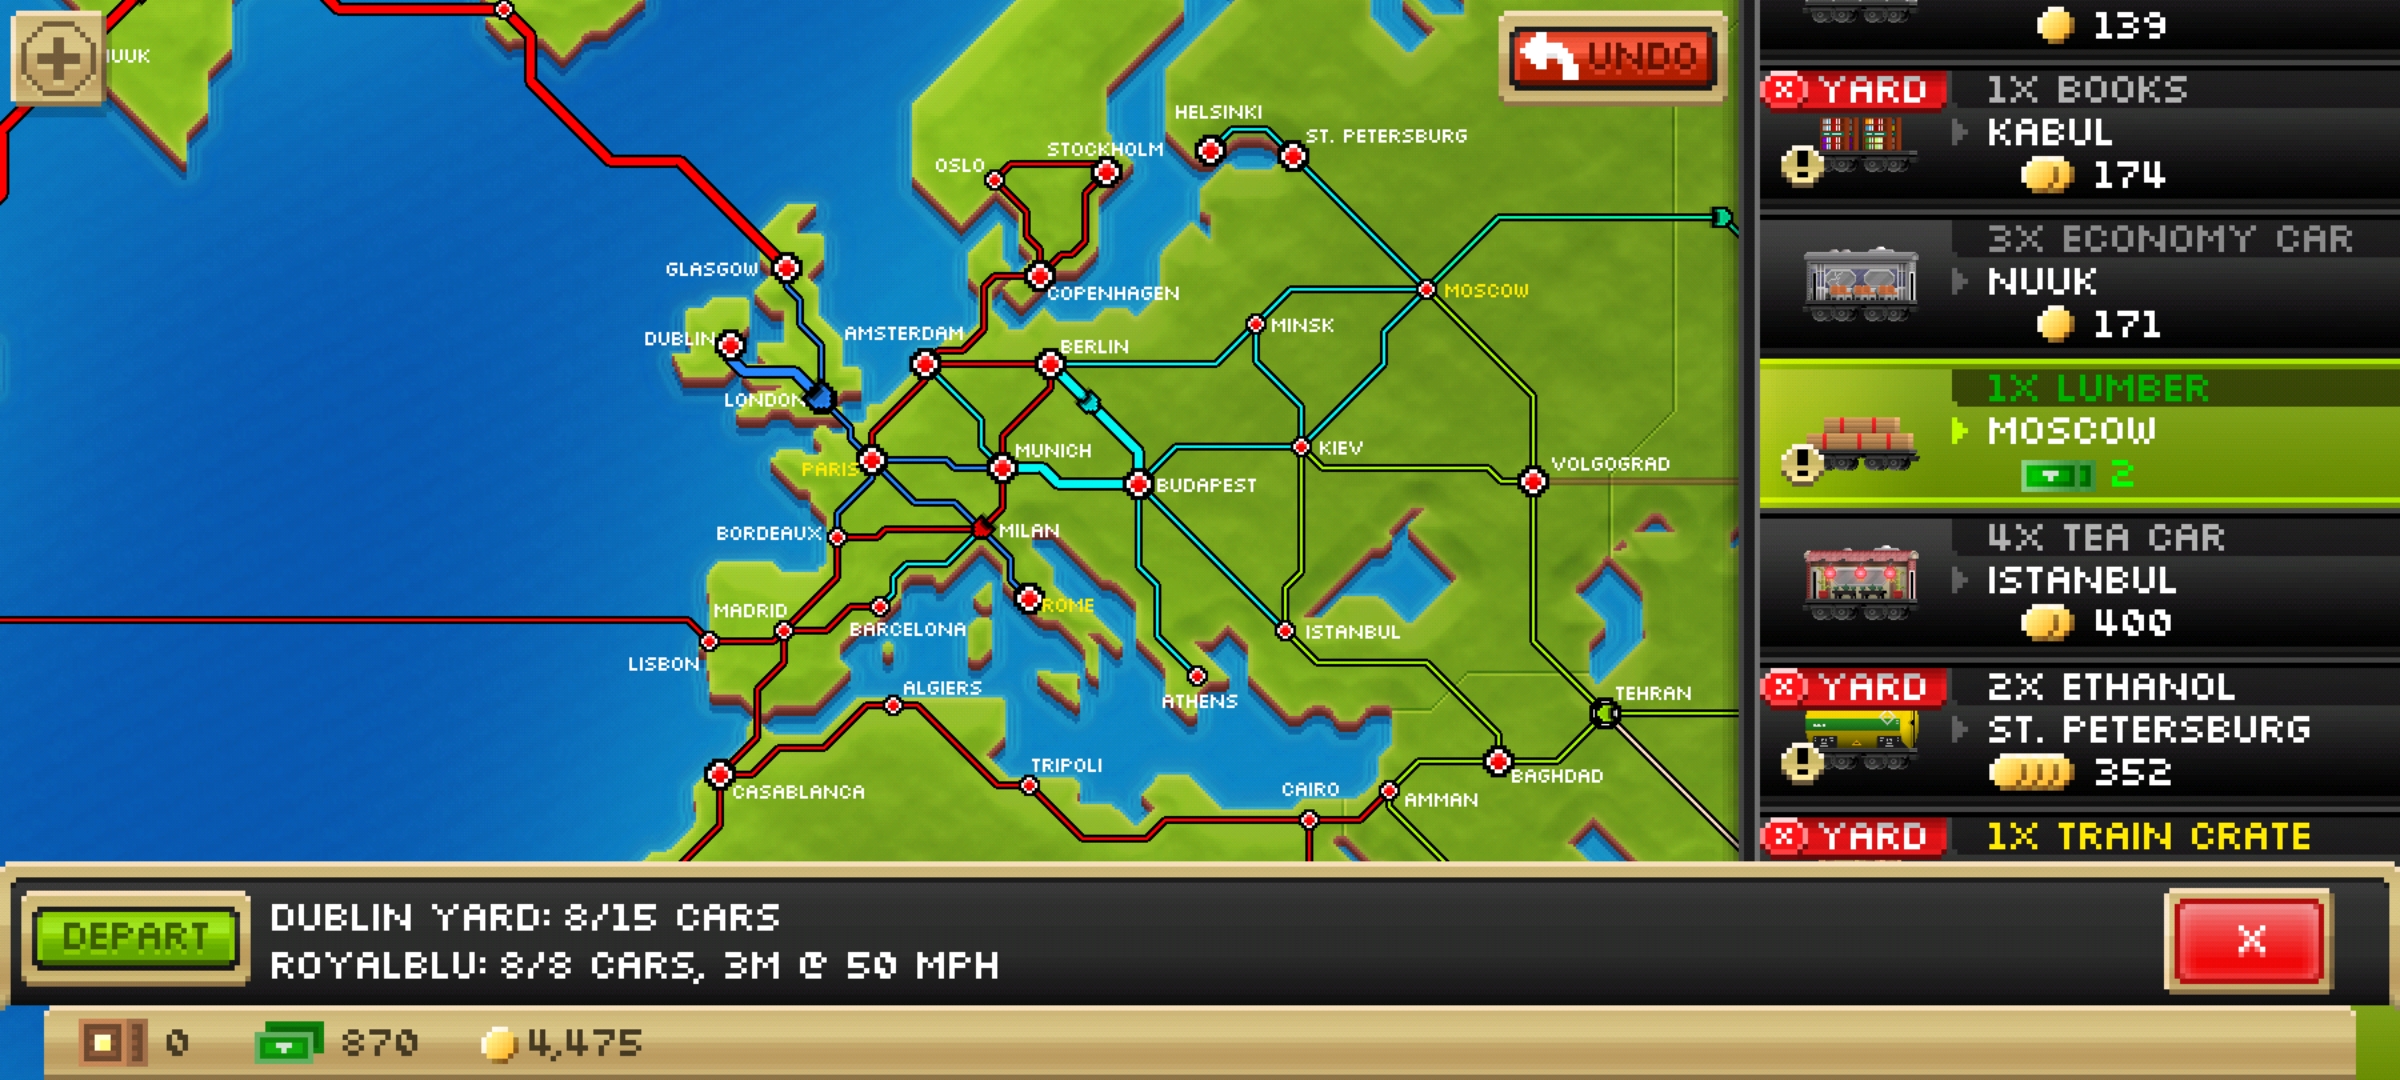 NUUK
UNDO
HELSINKI
ST. PETERSBURG
STOCKHOLM
OSLO
GLASGOW
COPENHAGEN
MOSCOW
DUBLIN
AMSTERDAM
BERLIN
MINSK
LONDON
MUNICH
KIEV
VOLGOGRAD
PARIS
BUDAPEST
BORDEAUX
MILAN
MADRID
ROME
BARCELONA
ISTANBUL
LISBON
ALGIERS
ATHENS
TEHRAN
CASABLANCA
TRIPOLI
CAIRO
AMMAN
BAGHDAD
139
YARD
1X BOOKS
KABUL
174
3X ECONOMY CAR
NUUK
171
1X LUMBER
MOSCOW
2
4X TEA CAR
ISTANBUL
400
YARD
2X ETHANOL
ST. PETERSBURG
352
YARD
1X TRAIN CRATE
DEPART
DUBLIN YARD: 8/15 CARS
ROYALBLU: 8/8 CARS, 3M @ 50 MPH
X
0
870
4,475